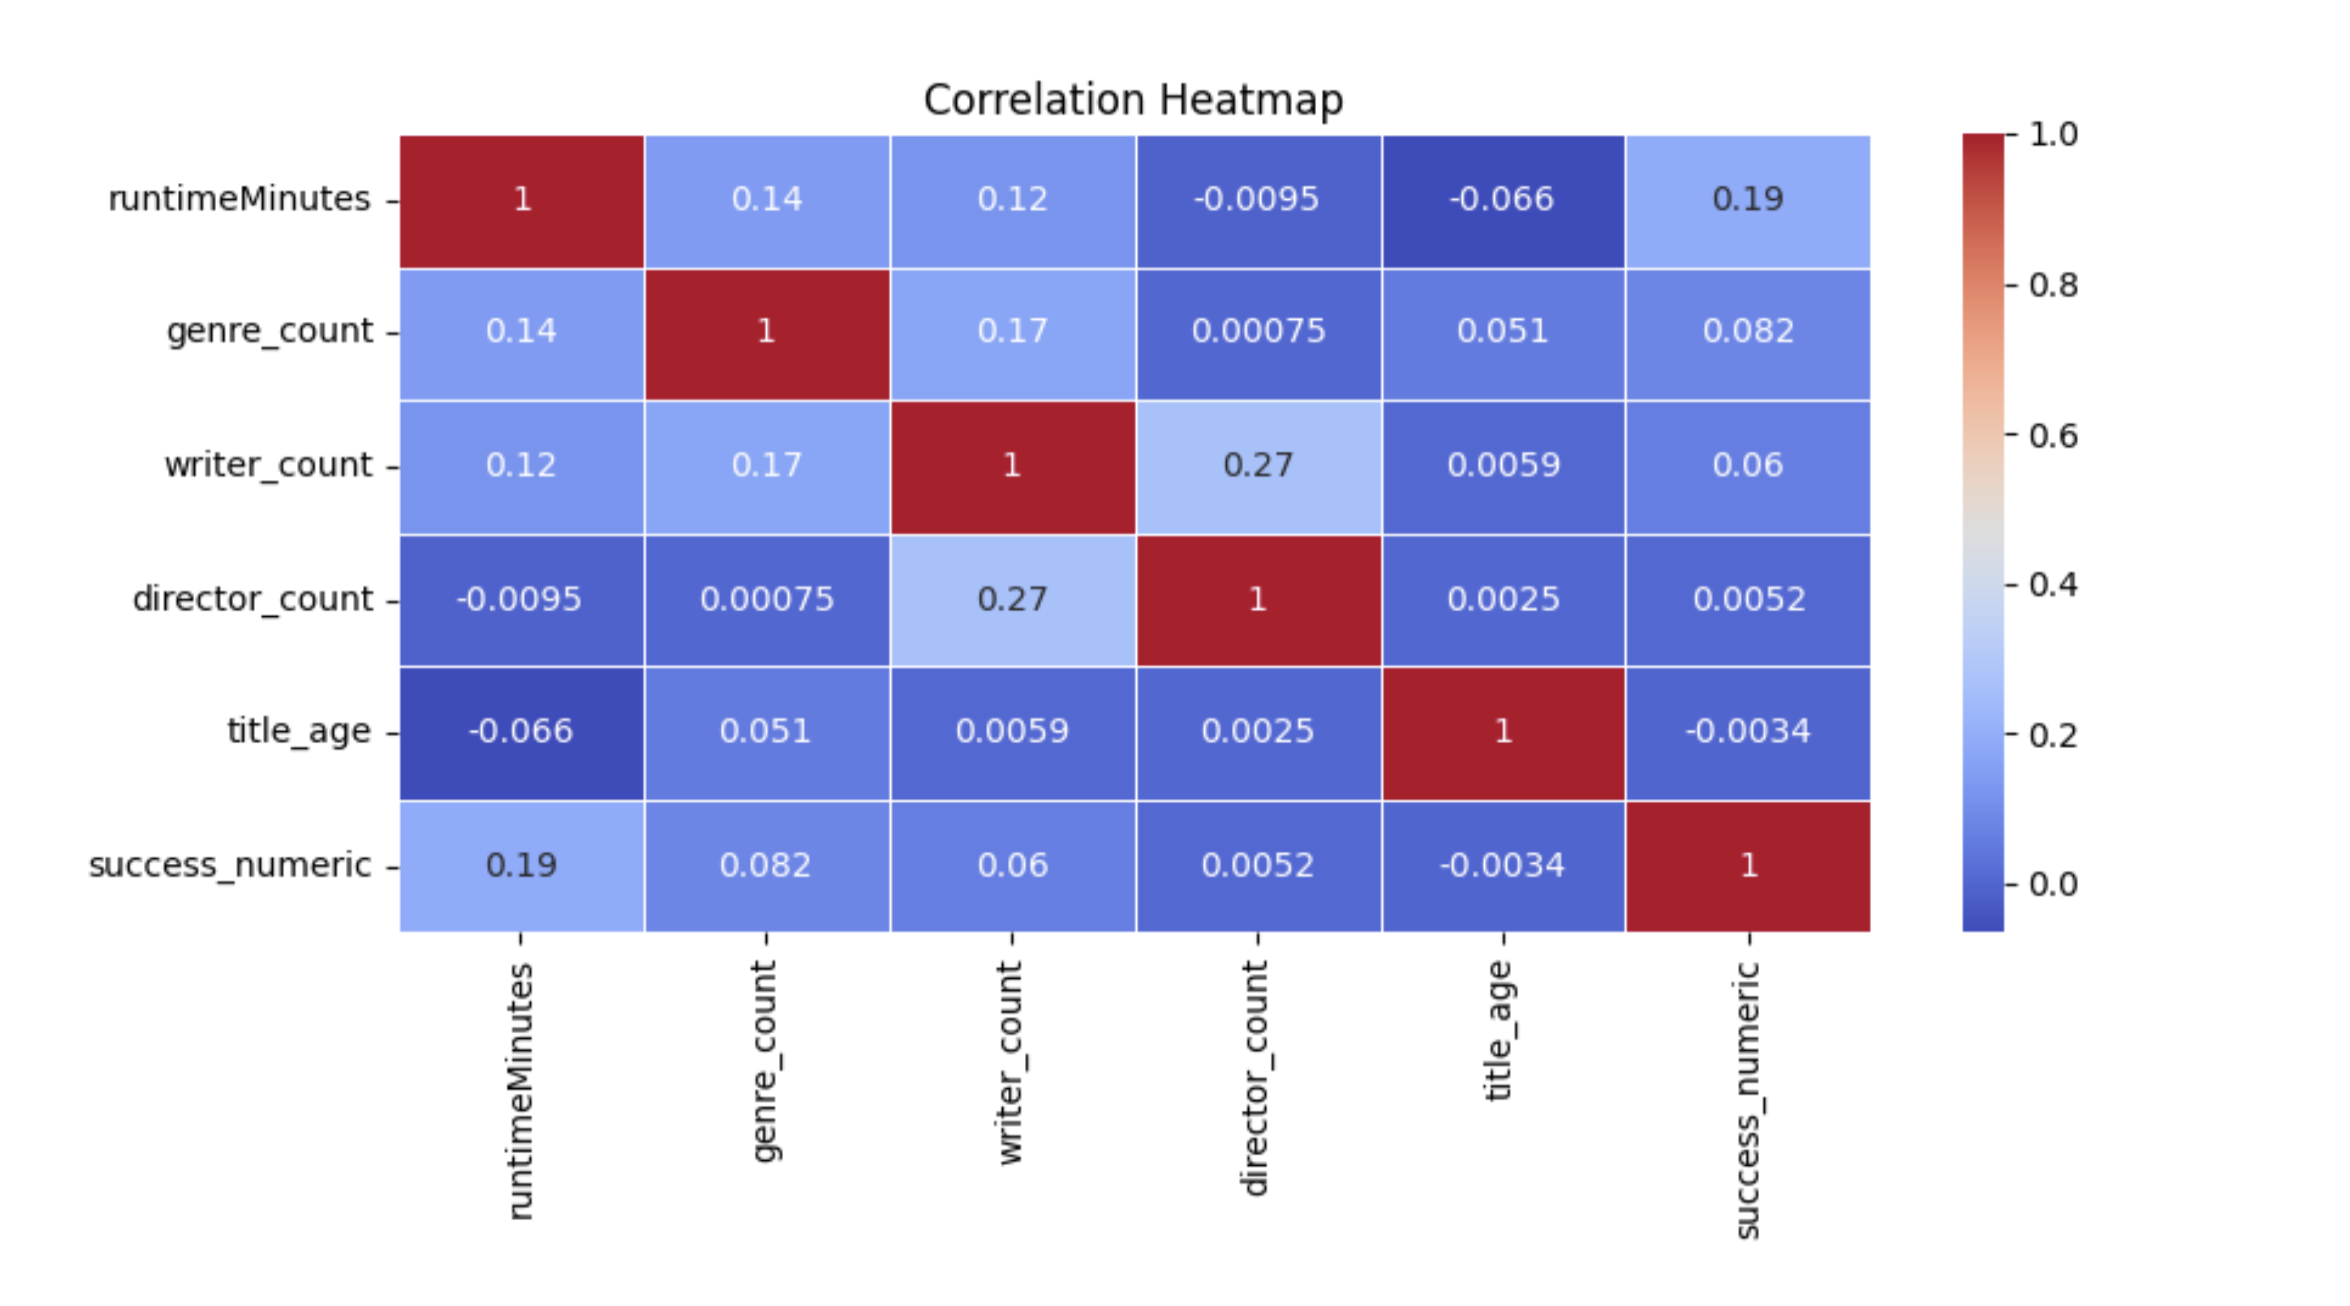 Correlation Heatmap
runtimeMinutes 1 0.14 0.12 -0.0095 -0.066 0.19
genre_count 0.14 1 0.17 0.00075 0.051 0.082
writer_count 0.12 0.17 1 0.27 0.0059 0.06
director_count -0.0095 0.00075 0.27 1 0.0025 0.0052
title_age -0.066 0.051 0.0059 0.0025 1 -0.0034
success_numeric 0.19 0.082 0.06 0.0052 -0.0034 1
runtimeMinutes
genre_count
writer_count
director_count
title_age
success_numeric
1.0
0.8
0.6
0.4
0.2
0.0